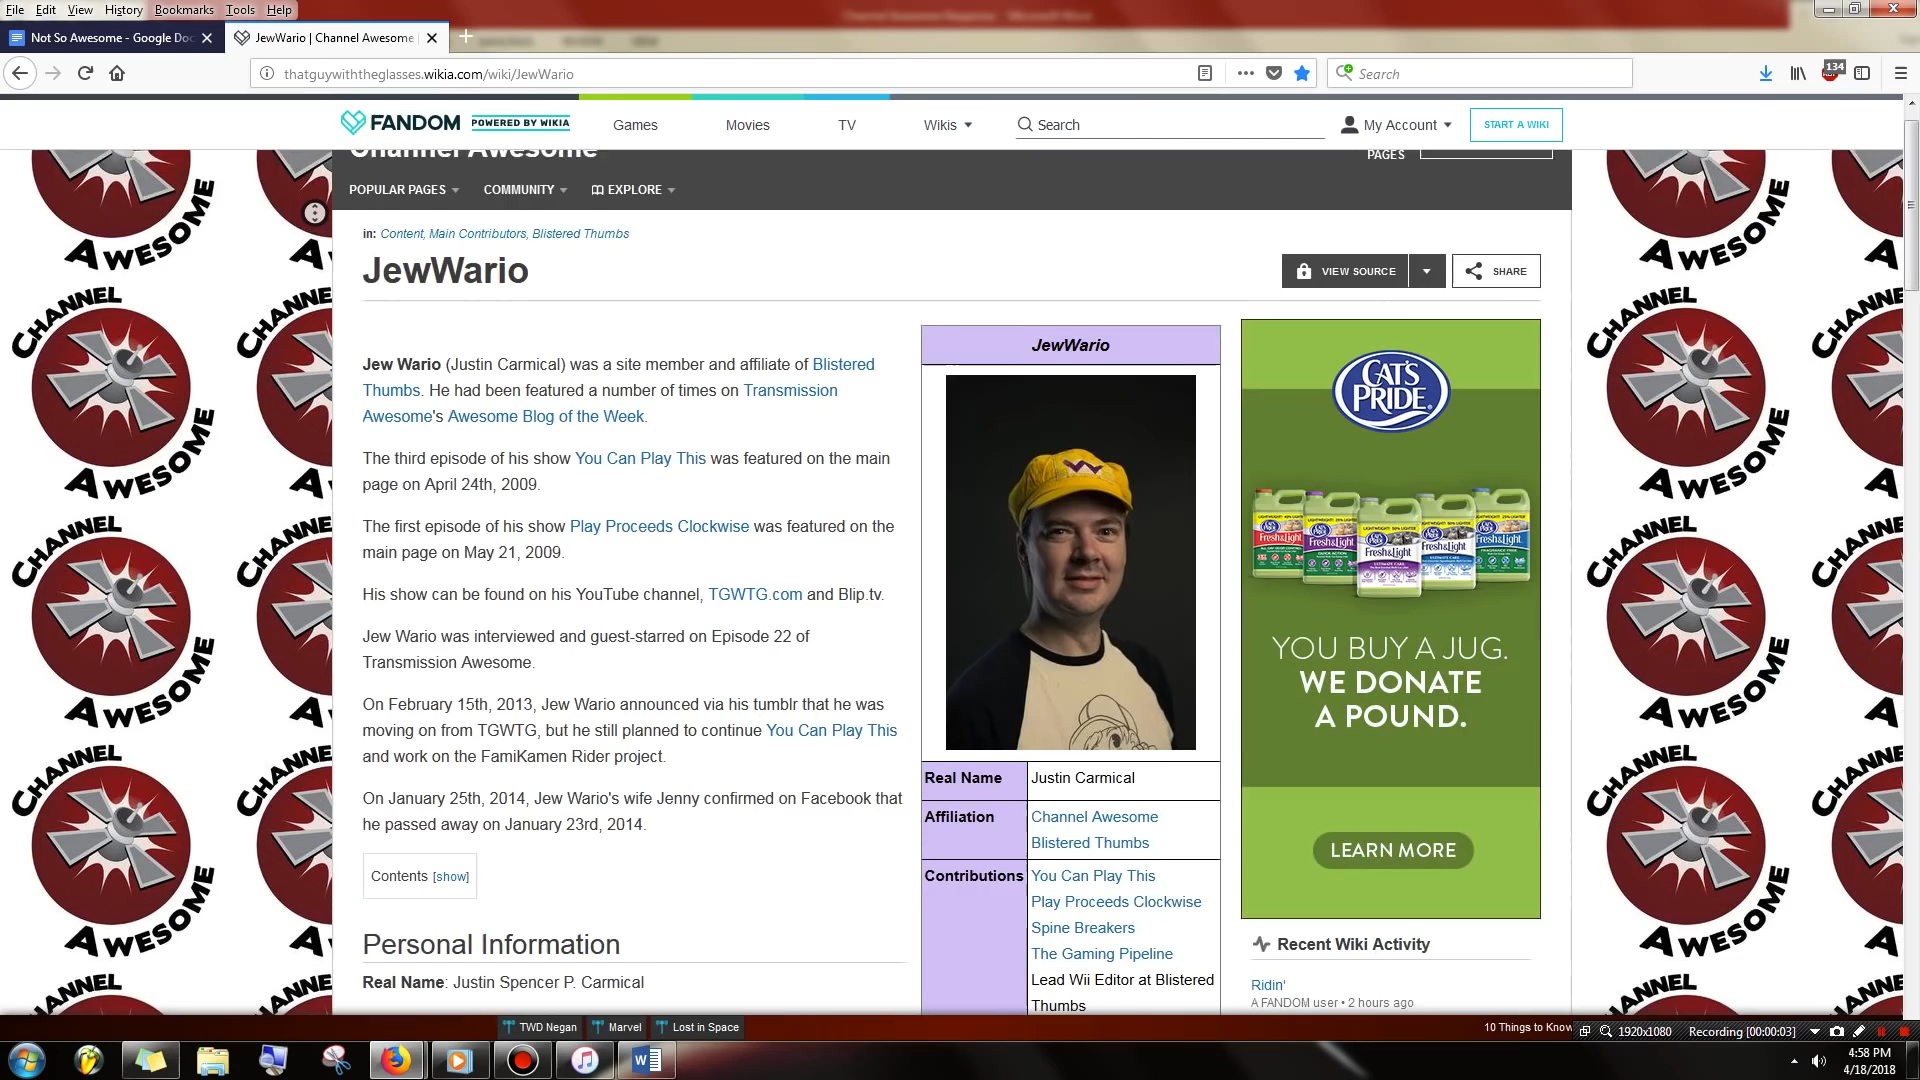 File Edit View History Bookmarks Tools Help
Not So Awesome - Google Doc
JewWario | Channel Awesome
thatguywiththeglasses.wikia.com/wiki/JewWario
Search
134
FANDOM POWERED BY WIKIA
Games Movies TV Wikis Search My Account START A WIKI
Channel Awesome
PAGES
POPULAR PAGES COMMUNITY EXPLORE
in: Content, Main Contributors, Blistered Thumbs
JewWario
VIEW SOURCE SHARE
Jew Wario (Justin Carmical) was a site member and affiliate of Blistered
Thumbs. He had been featured a number of times on Transmission
Awesome's Awesome Blog of the Week.
The third episode of his show You Can Play This was featured on the main
page on April 24th, 2009.
The first episode of his show Play Proceeds Clockwise was featured on the
main page on May 21, 2009.
His show can be found on his YouTube channel, TGWTG.com and Blip.tv.
Jew Wario was interviewed and guest-starred on Episode 22 of
Transmission Awesome.
On February 15th, 2013, Jew Wario announced via his tumblr that he was
moving on from TGWTG, but he still planned to continue You Can Play This
and work on the FamiKamen Rider project.
On January 25th, 2014, Jew Wario's wife Jenny confirmed on Facebook that
he passed away on January 23rd, 2014.
Contents [show]
Personal Information
Real Name: Justin Spencer P. Carmical
JewWario
Real Name Justin Carmical
Affiliation Channel Awesome
Blistered Thumbs
Contributions You Can Play This
Play Proceeds Clockwise
Spine Breakers
The Gaming Pipeline
Lead Wii Editor at Blistered
Thumbs
CAT'S
PRIDE
Fresh&Light Fresh&Light Fresh&Light Fresh&Light Fresh&Light
YOU BUY A JUG.
WE DONATE
A POUND.
LEARN MORE
Recent Wiki Activity
Ridin'
A FANDOM user • 2 hours ago
CHANNEL AWESOME
TWD Negan Marvel Lost in Space
10 Things to Know
1920x1080 Recording [00:00:03]
4:58 PM
4/18/2018